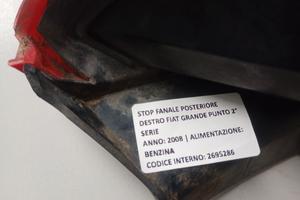 STOP FANALE POSTERIORE
DESTRO FIAT GRANDE PUNTO 2°
SERIE
ANNO: 2008 | ALIMENTAZIONE:
BENZINA
CODICE INTERNO: 2695286